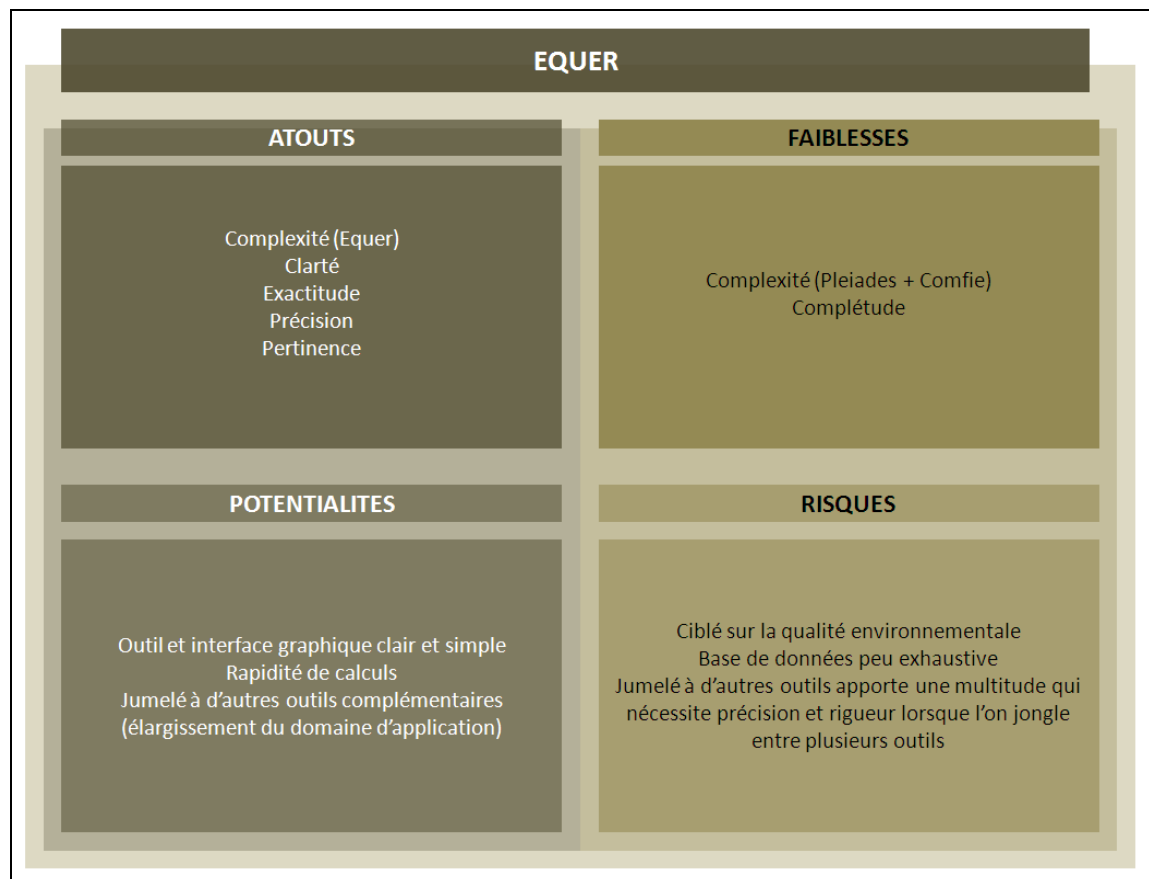 EQUER
ATOUTS
Complexité (Equer)
Clarté
Exactitude
Précision
Pertinence
FAIBLESSES
Complexité (Pleiades + Comfie)
Complétude
POTENTIALITES
Outil et interface graphique clair et simple
Rapidité de calculs
Jumelé à d'autres outils complémentaires
(élargissement du domaine d'application)
RISQUES
Ciblé sur la qualité environnementale
Base de données peu exhaustive
Jumelé à d'autres outils apporte une multitude qui
nécessite précision et rigueur lorsque l'on jongle
entre plusieurs outils